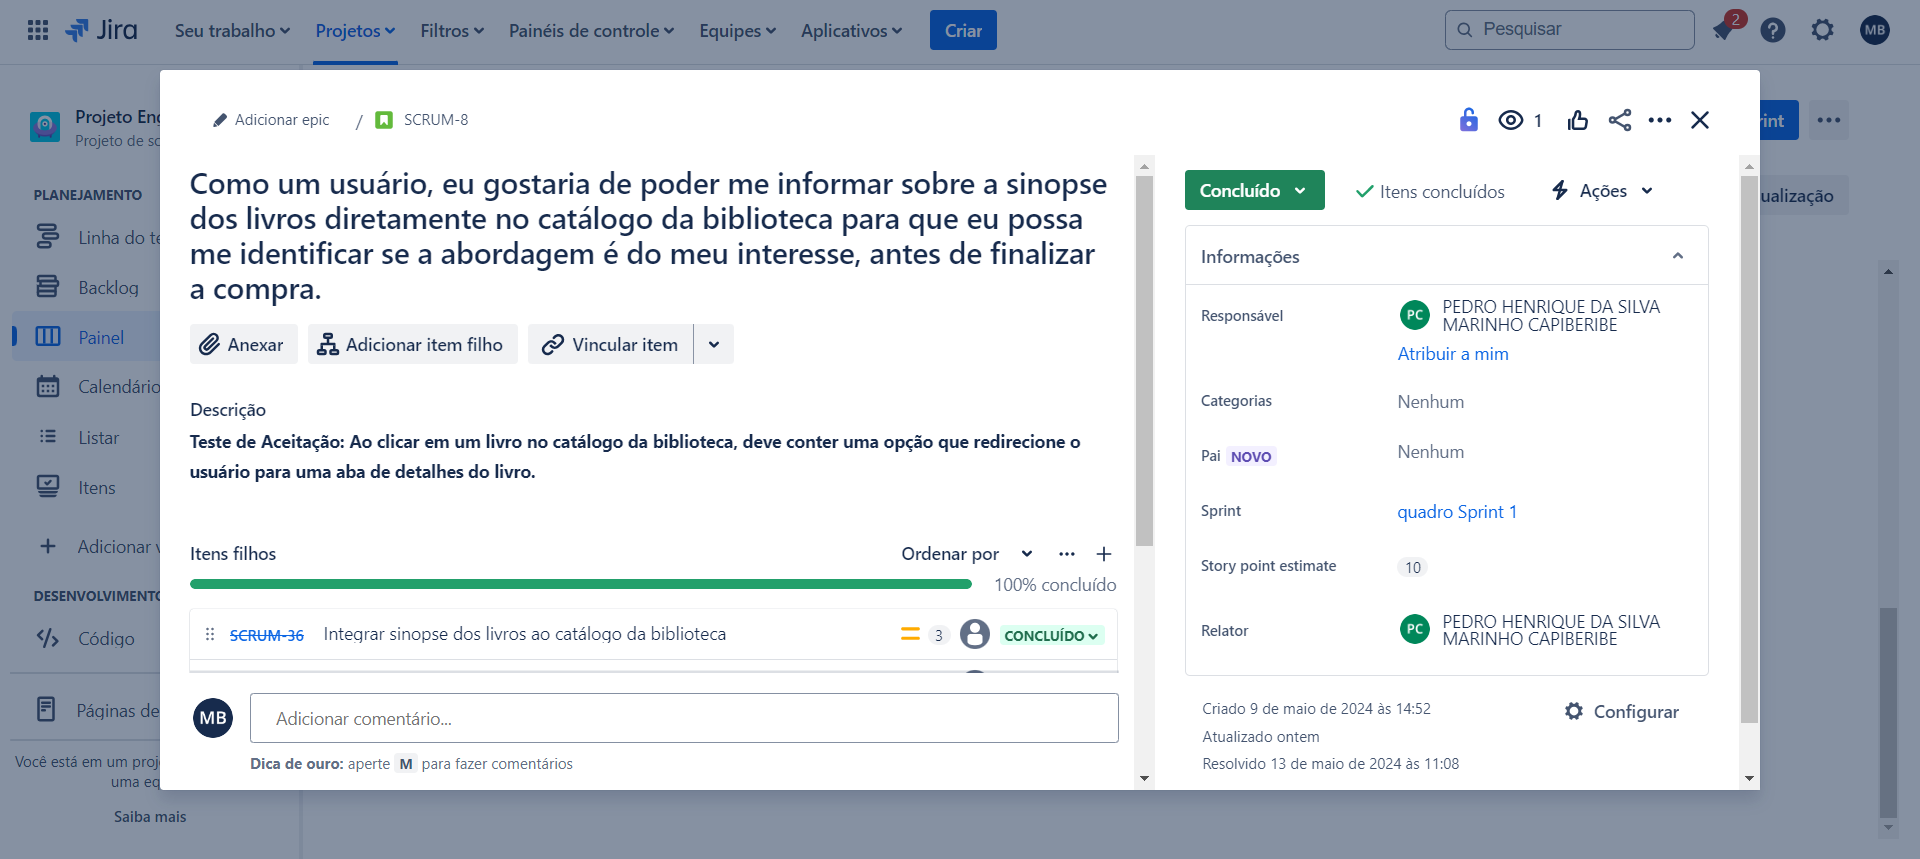 Jira
Seu trabalho
Projetos
Filtros
Painéis de controle
Equipes
Aplicativos
Criar
Pesquisar
2
MB
Projeto Eng
Projeto de so
PLANEJAMENTO
Linha do te
Backlog
Painel
Calendário
Listar
Itens
Adicionar v
DESENVOLVIMENTO
Código
Páginas de
Você está em um proj
uma eq
Saiba mais
rint
ualização
Adicionar epic
/
SCRUM-8
1
Como um usuário, eu gostaria de poder me informar sobre a sinopse
dos livros diretamente no catálogo da biblioteca para que eu possa
me identificar se a abordagem é do meu interesse, antes de finalizar
a compra.
Anexar
Adicionar item filho
Vincular item
Descrição
Teste de Aceitação: Ao clicar em um livro no catálogo da biblioteca, deve conter uma opção que redirecione o
usuário para uma aba de detalhes do livro.
Itens filhos
Ordenar por
100% concluído
SCRUM-36
Integrar sinopse dos livros ao catálogo da biblioteca
3
CONCLUÍDO
MB
Adicionar comentário...
Dica de ouro: aperte M para fazer comentários
Concluído
Itens concluídos
Ações
Informações
Responsável
PC
PEDRO HENRIQUE DA SILVA
MARINHO CAPIBERIBE
Atribuir a mim
Categorias
Nenhum
Pai NOVO
Nenhum
Sprint
quadro Sprint 1
Story point estimate
10
Relator
PC
PEDRO HENRIQUE DA SILVA
MARINHO CAPIBERIBE
Criado 9 de maio de 2024 às 14:52
Atualizado ontem
Resolvido 13 de maio de 2024 às 11:08
Configurar